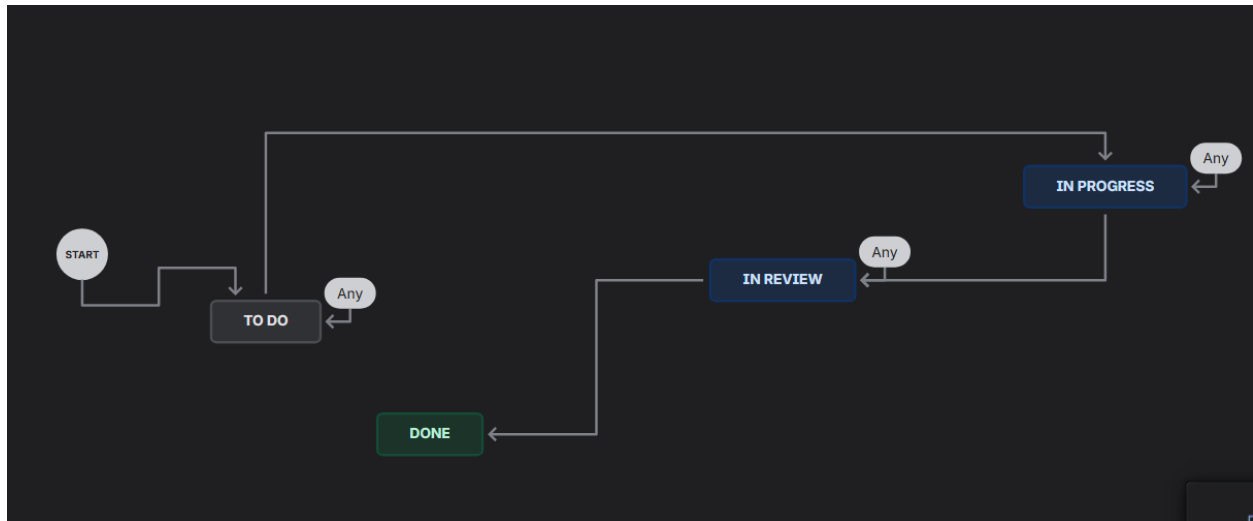 Any
IN PROGRESS
START
Any
IN REVIEW
Any
TO DO
DONE